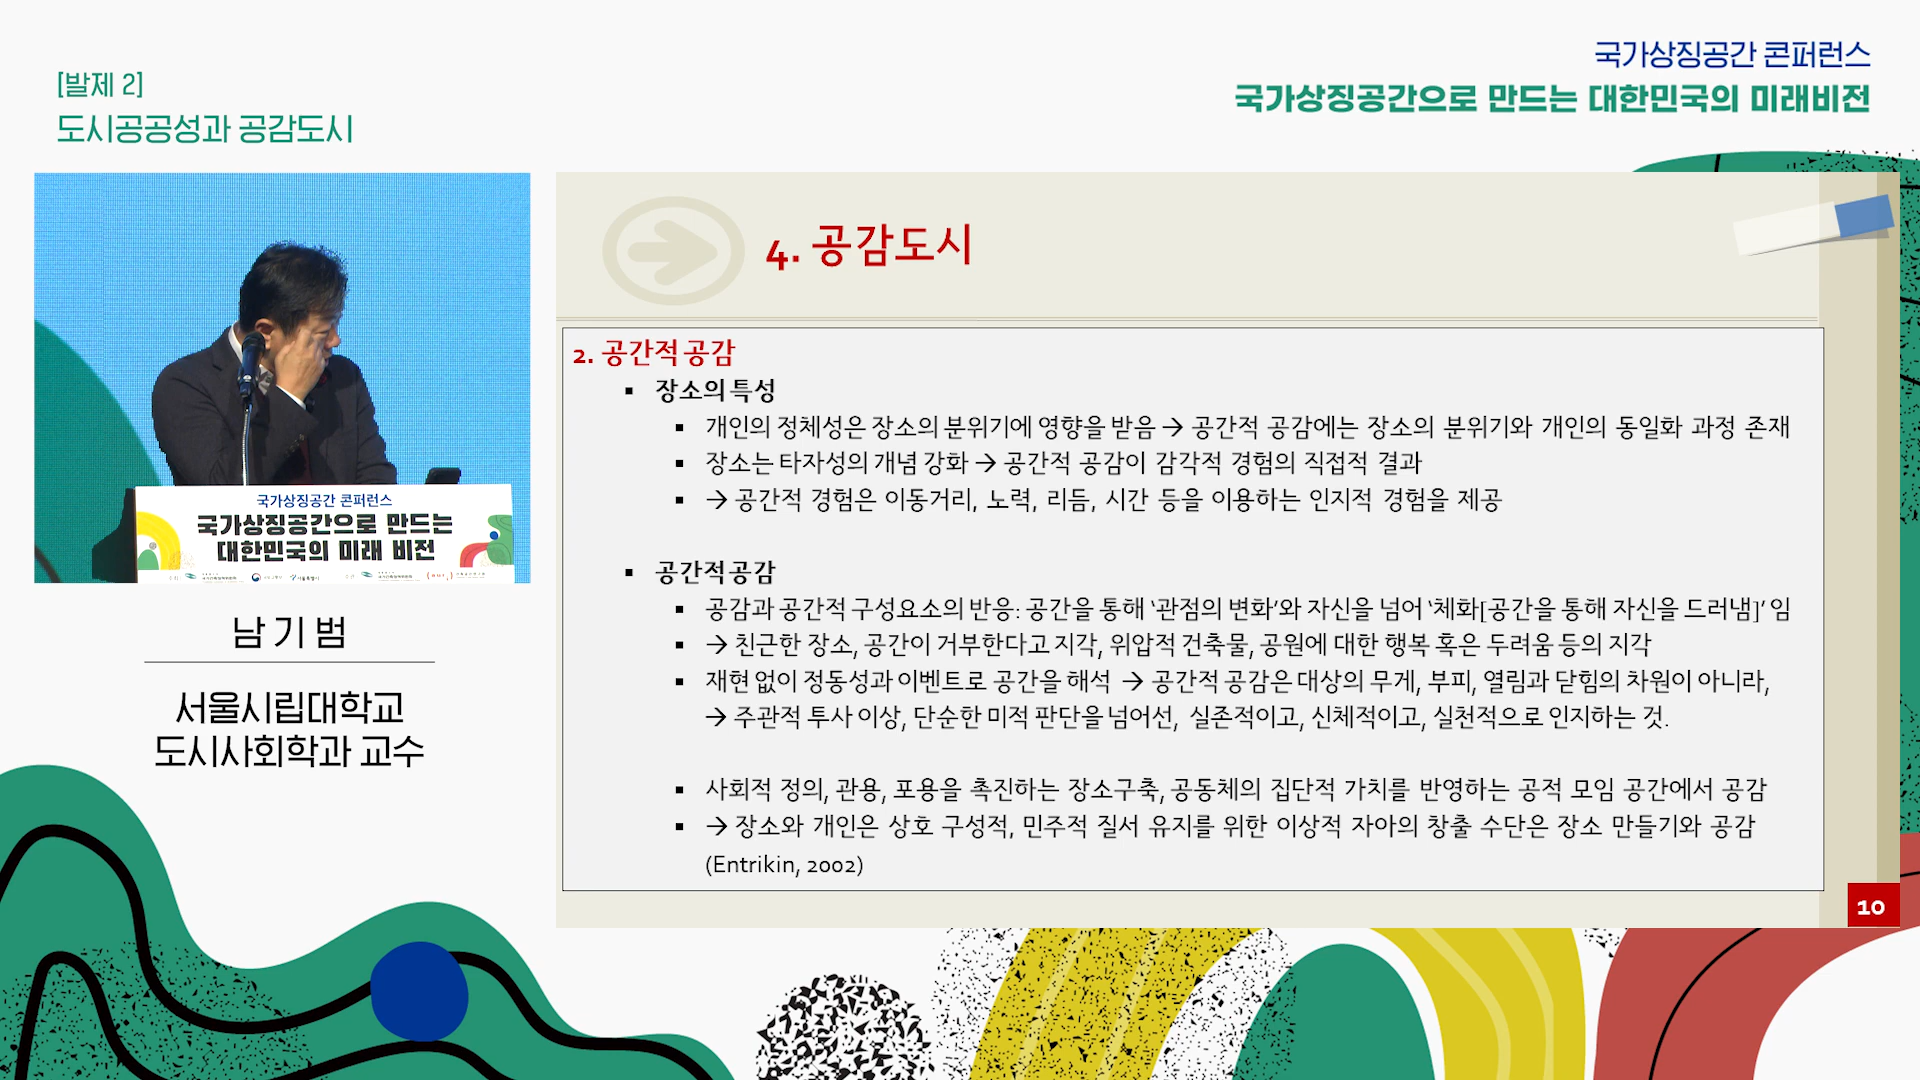 [발제 2]
도시공공성과 공감도시
국가상징공간 콘퍼런스
국가상징공간으로 만드는 대한민국의 미래비전
국가상징공간 콘퍼런스
국가상징공간으로 만드는
대한민국의 미래 비전
남기범
서울시립대학교
도시사회학과 교수
4. 공감도시
2. 공간적 공감
▪ 장소의 특성
▪ 개인의 정체성은 장소의 분위기에 영향을 받음 → 공간적 공감에는 장소의 분위기와 개인의 동일화 과정 존재
▪ 장소는 타자성의 개념 강화 → 공간적 공감이 감각적 경험의 직접적 결과
▪ → 공간적 경험은 이동거리, 노력, 리듬, 시간 등을 이용하는 인지적 경험을 제공
▪ 공간적 공감
▪ 공감과 공간적 구성요소의 반응: 공간을 통해 ‘관점의 변화’와 자신을 넘어 ‘체화[공간을 통해 자신을 드러냄]’ 임
▪ → 친근한 장소, 공간이 거부한다고 지각, 위압적 건축물, 공원에 대한 행복 혹은 두려움 등의 지각
▪ 재현 없이 정동성과 이벤트로 공간을 해석 → 공간적 공감은 대상의 무게, 부피, 열림과 닫힘의 차원이 아니라,
→ 주관적 투사 이상, 단순한 미적 판단을 넘어선, 실존적이고, 신체적이고, 실천적으로 인지하는 것.
▪ 사회적 정의, 관용, 포용을 촉진하는 장소구축, 공동체의 집단적 가치를 반영하는 공적 모임 공간에서 공감
▪ → 장소와 개인은 상호 구성적, 민주적 질서 유지를 위한 이상적 자아의 창출 수단은 장소 만들기와 공감
(Entrikin, 2002)
10